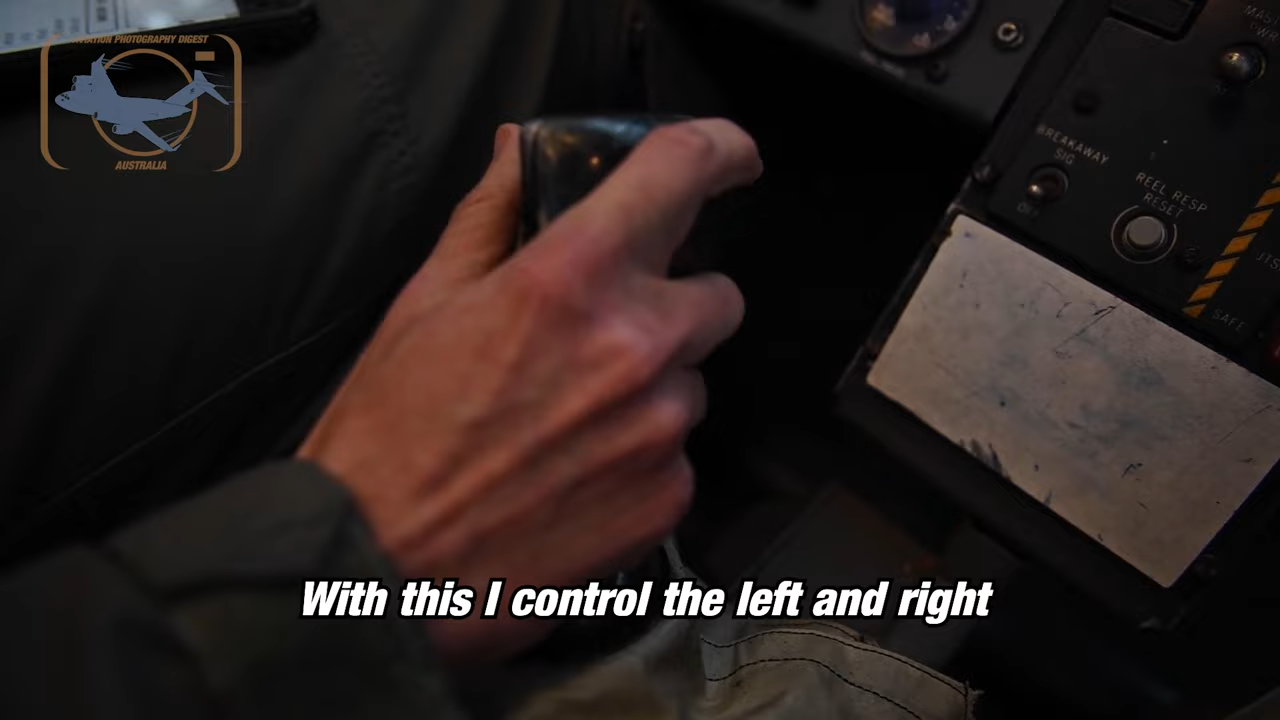 AVIATION PHOTOGRAPHY DIGEST
AUSTRALIA
BREAKAWAY
SIG
REEL RESP
RESET
SAFE
With this I control the left and right